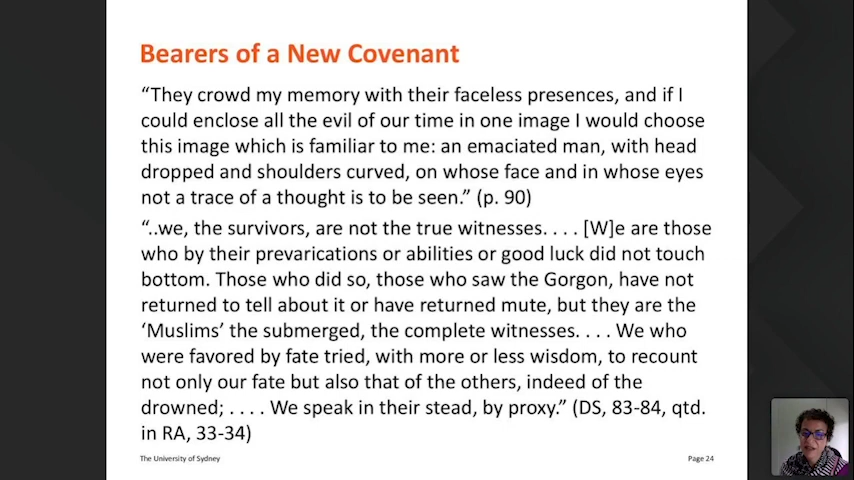 Bearers of a New Covenant
“They crowd my memory with their faceless presences, and if I
could enclose all the evil of our time in one image I would choose
this image which is familiar to me: an emaciated man, with head
dropped and shoulders curved, on whose face and in whose eyes
not a trace of a thought is to be seen.” (p. 90)
“..we, the survivors, are not the true witnesses. . . . [W]e are those
who by their prevarications or abilities or good luck did not touch
bottom. Those who did so, those who saw the Gorgon, have not
returned to tell about it or have returned mute, but they are the
‘Muslims’ the submerged, the complete witnesses. . . . We who
were favored by fate tried, with more or less wisdom, to recount
not only our fate but also that of the others, indeed of the
drowned; . . . . We speak in their stead, by proxy.” (DS, 83-84, qtd.
in RA, 33-34)
The University of Sydney
Page 24